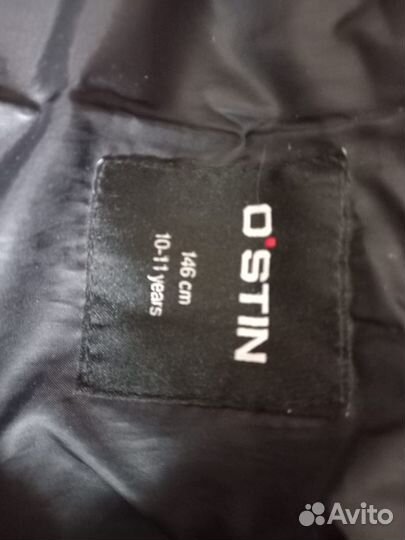 O'STIN
146 cm
10-11 years
Avito